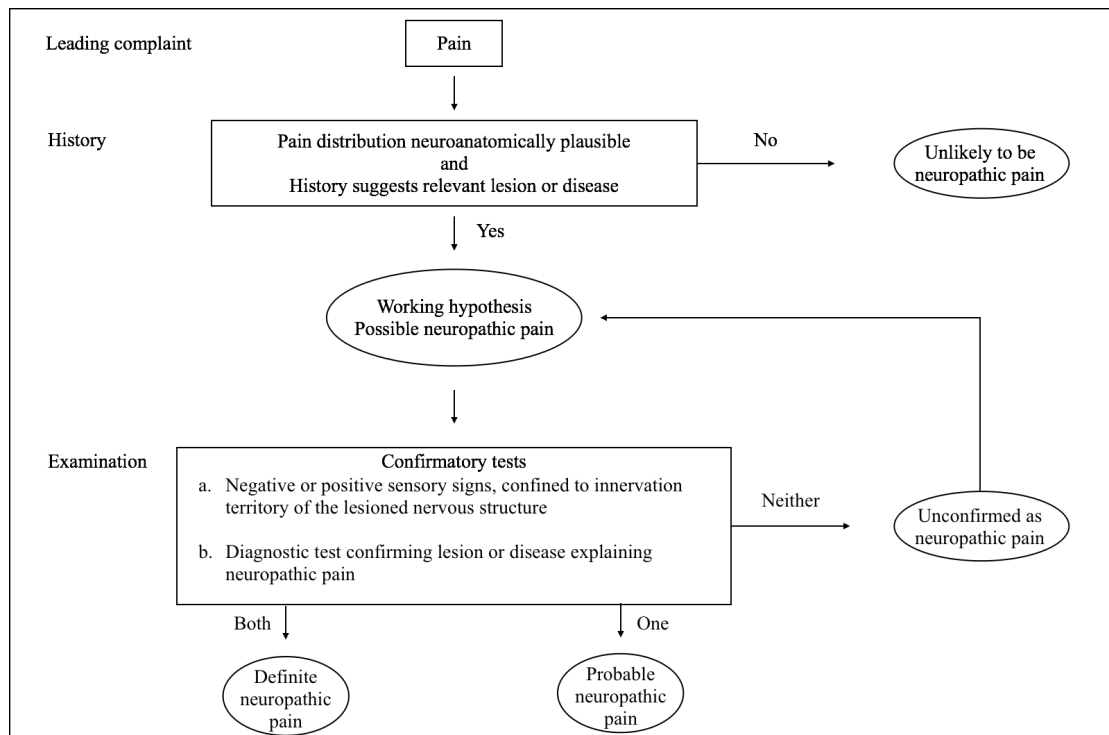 Leading complaint
Pain
History
Pain distribution neuroanatomically plausible
and
History suggests relevant lesion or disease
No
Unlikely to be
neuropathic pain
Yes
Working hypothesis
Possible neuropathic pain
Examination
Confirmatory tests
a. Negative or positive sensory signs, confined to innervation
territory of the lesioned nervous structure
b. Diagnostic test confirming lesion or disease explaining
neuropathic pain
Neither
Unconfirmed as
neuropathic pain
Both
One
Definite
neuropathic
pain
Probable
neuropathic
pain